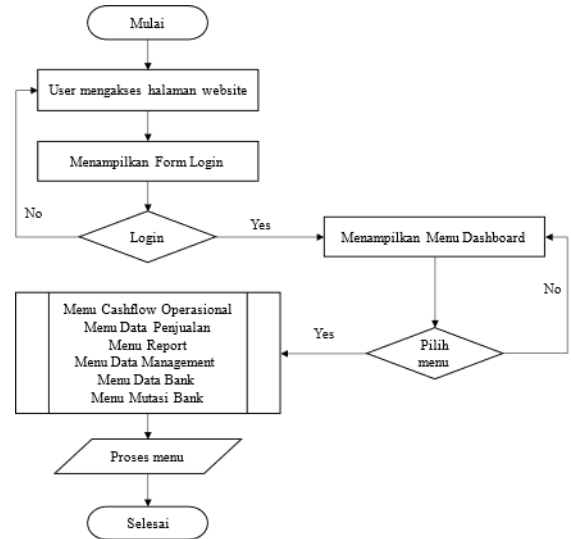 Mulai
User mengakses halaman website
Menampilkan Form Login
No
Login
Yes
Menampilkan Menu Dashboard
No
Pilih
menu
Yes
Menu Cashflow Operasional
Menu Data Penjualan
Menu Report
Menu Data Management
Menu Data Bank
Menu Mutasi Bank
Proses menu
Selesai